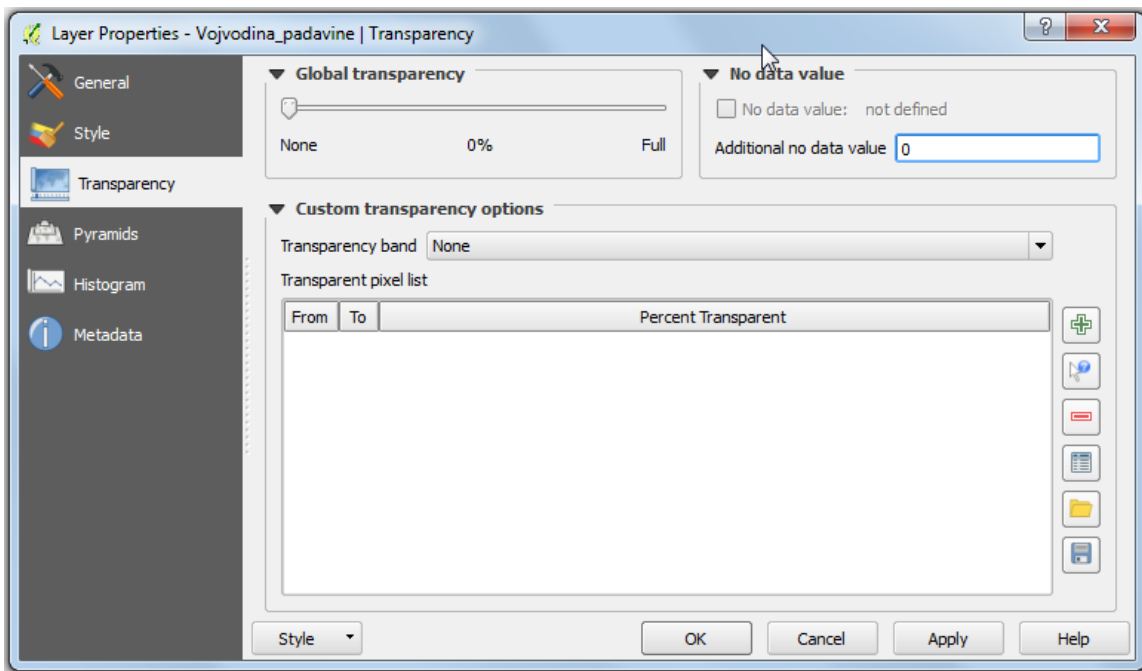 Layer Properties - Vojvodina_padavine | Transparency
General
Style
Transparency
Pyramids
Histogram
Metadata
Global transparency
None 0% Full
No data value
No data value: not defined
Additional no data value 0
Custom transparency options
Transparency band None
Transparent pixel list
From To Percent Transparent
Style OK Cancel Apply Help